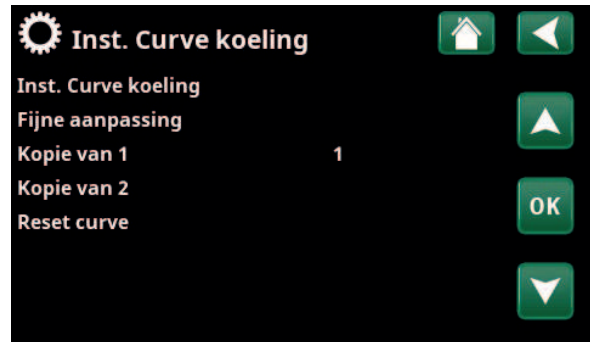 Inst. Curve koeling
Inst. Curve koeling
Fijne aanpassing
Kopie van 1 1
Kopie van 2
Reset curve
OK